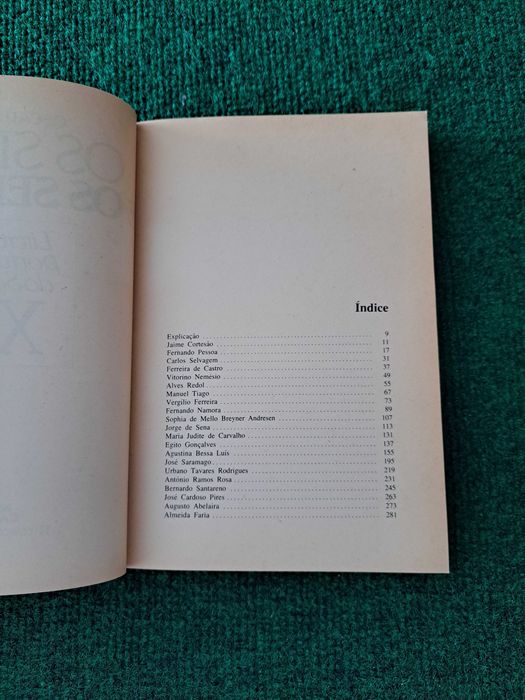 Índice
Explicação 9
Jaime Cortesão 11
Fernando Pessoa 17
Carlos Selvagem 31
Ferreira de Castro 37
Vitorino Nemésio 49
Alves Redol 55
Manuel Tiago 67
Vergílio Ferreira 73
Fernando Namora 89
Sophia de Mello Breyner Andresen 107
Jorge de Sena 113
Maria Judite de Carvalho 131
Egito Gonçalves 137
Agustina Bessa Luís 155
José Saramago 195
Urbano Tavares Rodrigues 219
António Ramos Rosa 231
Bernardo Santareno 245
José Cardoso Pires 263
Augusto Abelaira 273
Almeida Faria 281